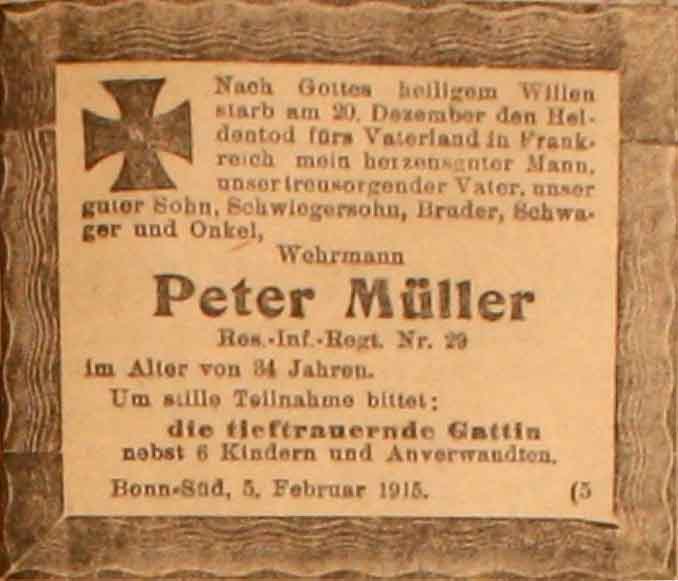 Nach Gottes heiligem Willen
starb am 20. Dezember den Hel-
dentod fürs Vaterland in Frank-
reich mein herzensguter Mann,
unser treusorgender Vater, unser
guter Sohn, Schwiegersohn, Bruder, Schwa-
ger und Onkel,
Wehrmann
Peter Müller
Res.-Inf.-Regt. Nr. 29
im Alter von 34 Jahren.
Um stille Teilnahme bittet:
die tieftrauernde Gattin
nebst 6 Kindern und Anverwandten.
Bonn-Süd, 5. Februar 1915. (5